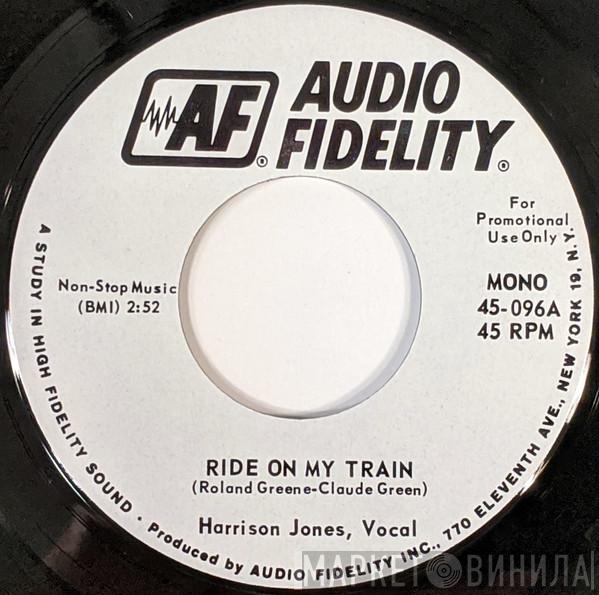 AF® AUDIO
FIDELITY®
For
Promotional
Use Only
Non-Stop Music
(BMI) 2:52
MONO
45-096A
45 RPM
RIDE ON MY TRAIN
(Roland Greene-Claude Green)
Harrison Jones, Vocal
A STUDY IN HIGH FIDELITY SOUND • Produced by AUDIO FIDELITY INC., 770 ELEVENTH AVE., NEW YORK 19, N.Y.
МАРКЕТ ВИНИЛА